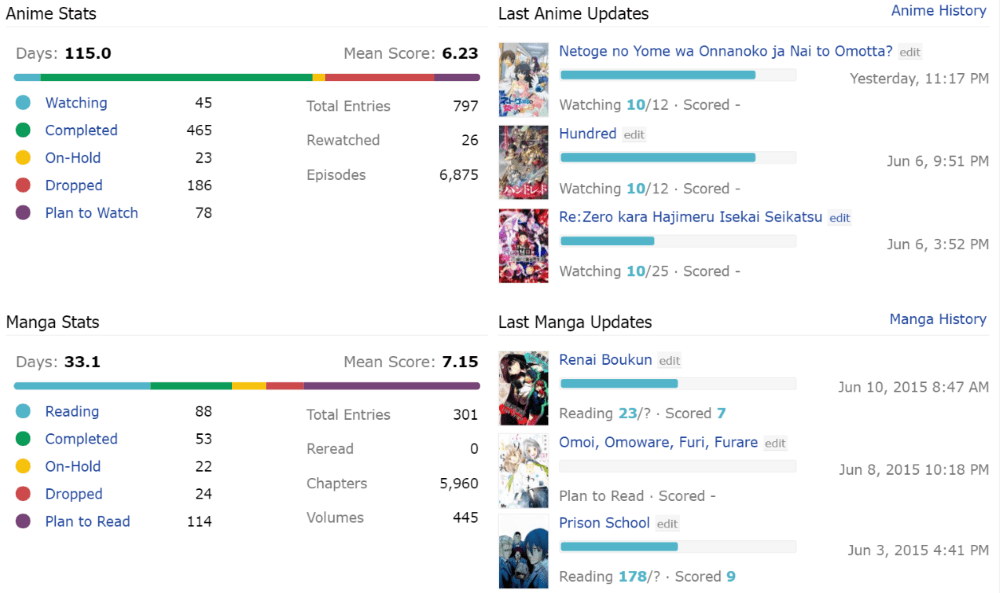 Anime Stats
Days: 115.0 Mean Score: 6.23
Watching 45 Total Entries 797
Completed 465 Rewatched 26
On-Hold 23 Episodes 6,875
Dropped 186
Plan to Watch 78
Last Anime Updates Anime History
Netoge no Yome wa Onnanoko ja Nai to Omotta? edit
Yesterday, 11:17 PM
Watching 10/12 · Scored -
Hundred edit
Jun 6, 9:51 PM
Watching 10/12 · Scored -
Re:Zero kara Hajimeru Isekai Seikatsu edit
Jun 6, 3:52 PM
Watching 10/25 · Scored -
Manga Stats
Days: 33.1 Mean Score: 7.15
Reading 88 Total Entries 301
Completed 53 Reread 0
On-Hold 22 Chapters 5,960
Dropped 24 Volumes 445
Plan to Read 114
Last Manga Updates Manga History
Renai Boukun edit
Jun 10, 2015 8:47 AM
Reading 23/? · Scored 7
Omoi, Omoware, Furi, Furare edit
Jun 8, 2015 10:18 PM
Plan to Read · Scored -
Prison School edit
Jun 3, 2015 4:41 PM
Reading 178/? · Scored 9